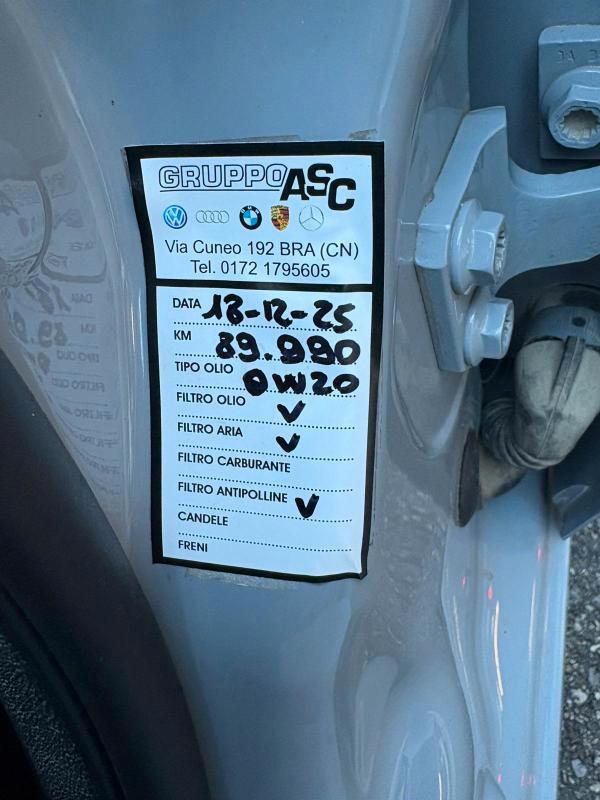 GRUPPO ASC
Via Cuneo 192 BRA (CN)
Tel. 0172 1795605
DATA 18-12-25
KM 89.990
TIPO OLIO 0W20
FILTRO OLIO ✓
FILTRO ARIA ✓
FILTRO CARBURANTE
FILTRO ANTIPOLLINE ✓
CANDELE
FRENI